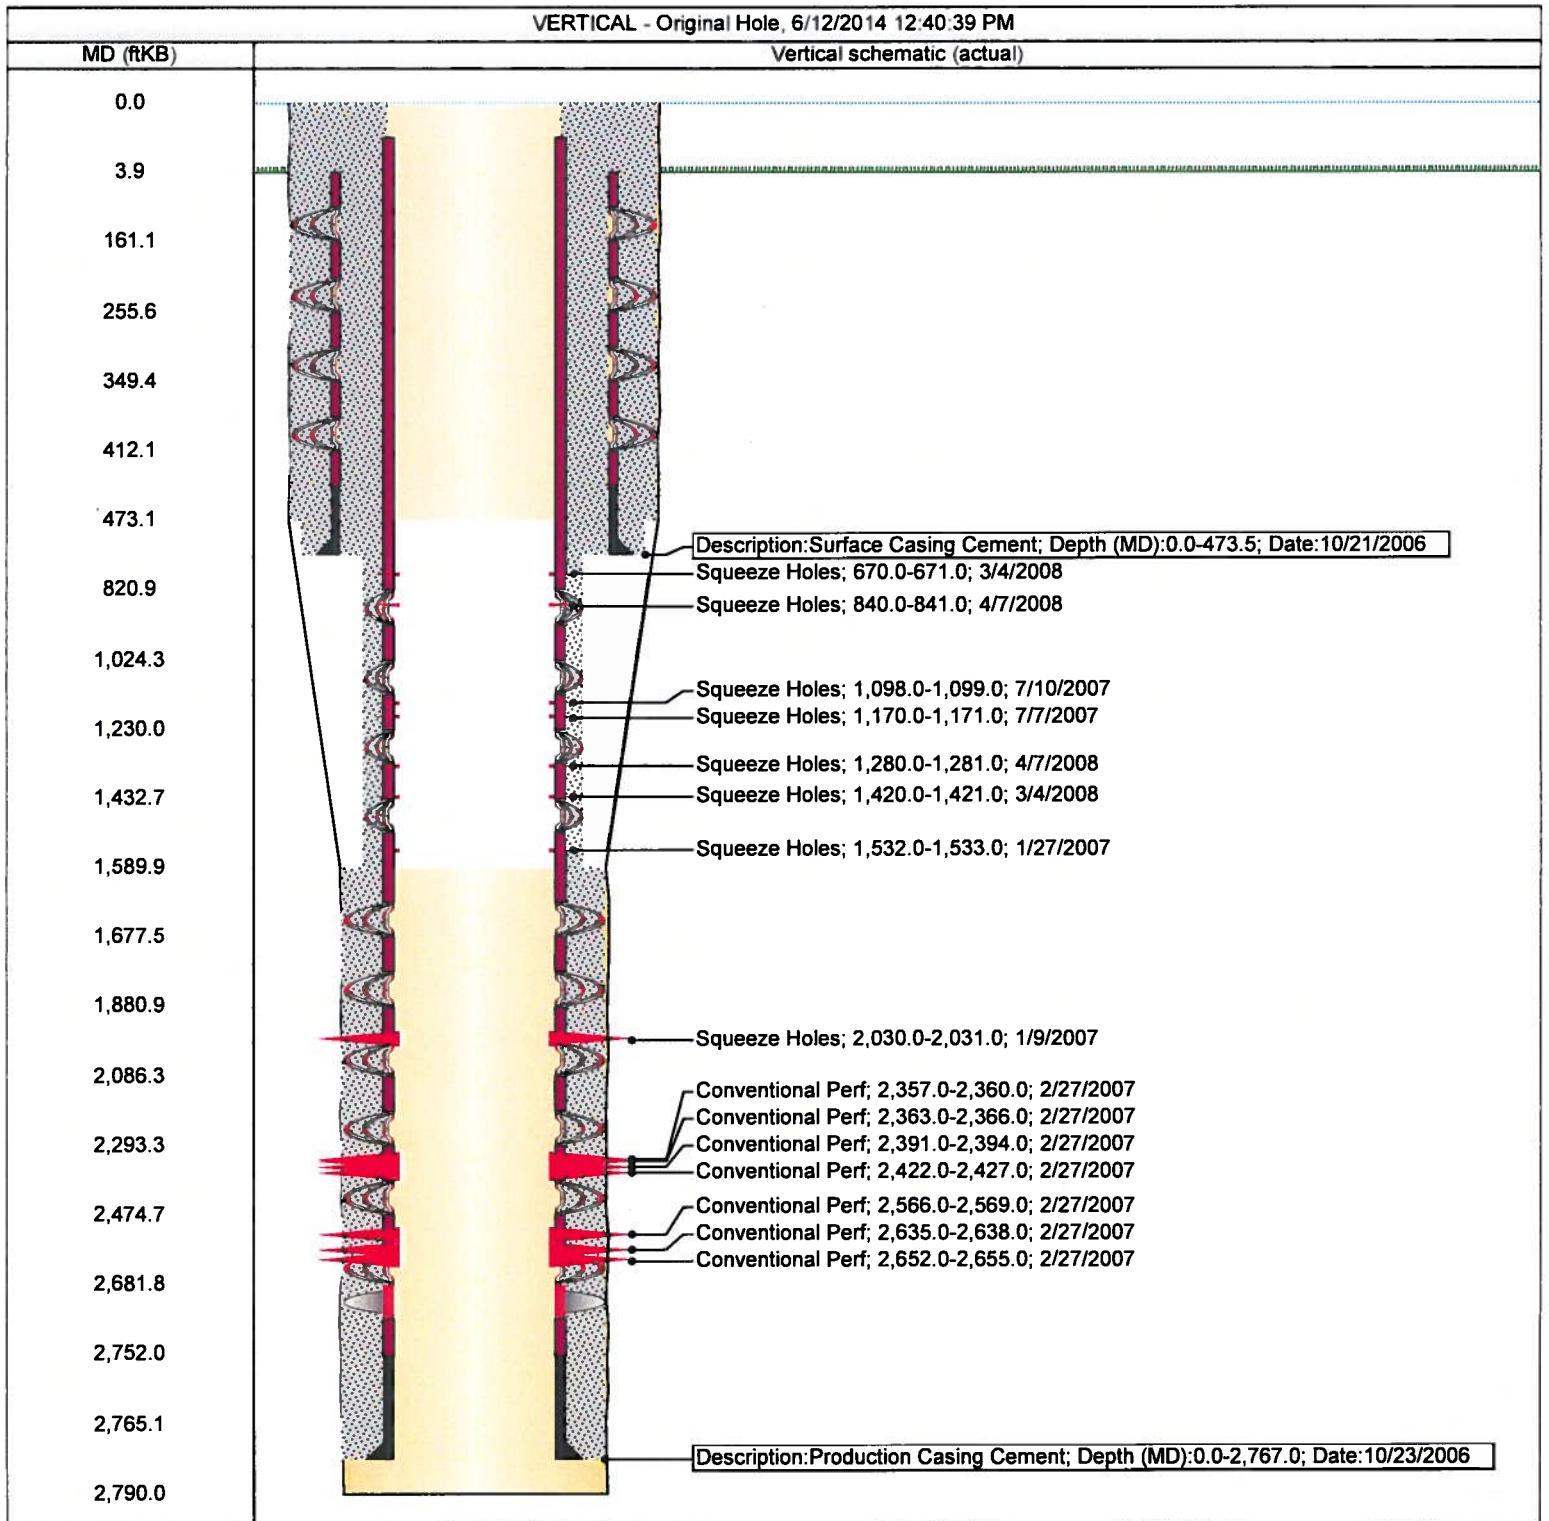 VERTICAL - Original Hole, 6/12/2014 12:40:39 PM
MD (ftKB)
Vertical schematic (actual)
0.0
3.9
161.1
255.6
349.4
412.1
473.1
Description:Surface Casing Cement; Depth (MD):0.0-473.5; Date:10/21/2006
Squeeze Holes; 670.0-671.0; 3/4/2008
820.9
Squeeze Holes; 840.0-841.0; 4/7/2008
1,024.3
Squeeze Holes; 1,098.0-1,099.0; 7/10/2007
Squeeze Holes; 1,170.0-1,171.0; 7/7/2007
1,230.0
Squeeze Holes; 1,280.0-1,281.0; 4/7/2008
Squeeze Holes; 1,420.0-1,421.0; 3/4/2008
1,432.7
Squeeze Holes; 1,532.0-1,533.0; 1/27/2007
1,589.9
1,677.5
1,880.9
Squeeze Holes; 2,030.0-2,031.0; 1/9/2007
2,086.3
Conventional Perf; 2,357.0-2,360.0; 2/27/2007
Conventional Perf; 2,363.0-2,366.0; 2/27/2007
Conventional Perf; 2,391.0-2,394.0; 2/27/2007
2,293.3
Conventional Perf; 2,422.0-2,427.0; 2/27/2007
Conventional Perf; 2,566.0-2,569.0; 2/27/2007
2,474.7
Conventional Perf; 2,635.0-2,638.0; 2/27/2007
Conventional Perf; 2,652.0-2,655.0; 2/27/2007
2,681.8
2,752.0
2,765.1
Description:Production Casing Cement; Depth (MD):0.0-2,767.0; Date:10/23/2006
2,790.0